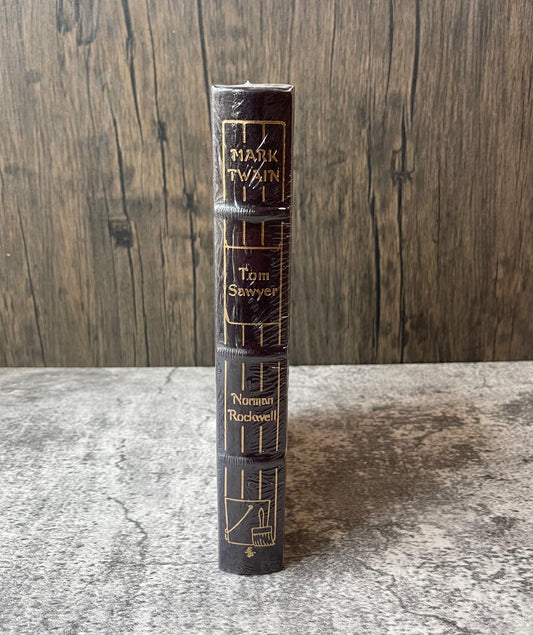 MARK
TWAIN
Tom
Sawyer
Norman
Rockwell